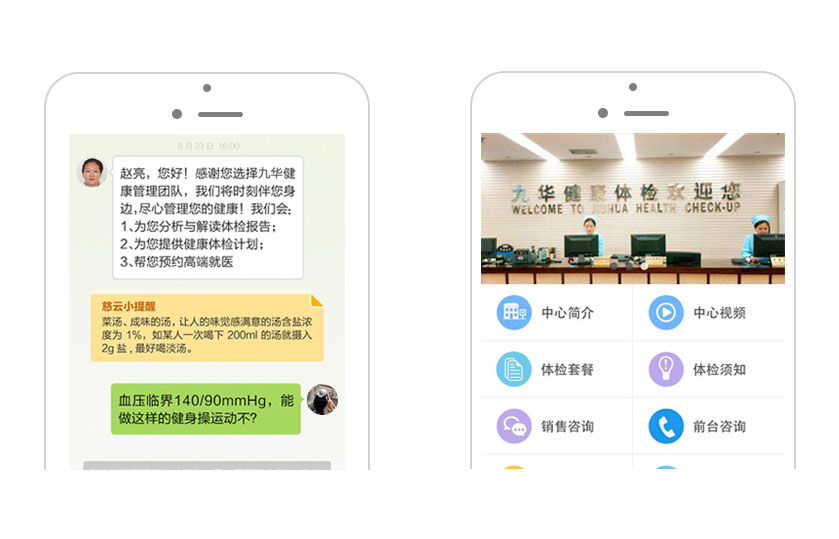 8月23日 16:00
赵亮，您好！感谢您选择九华健
康管理团队，我们将时刻伴您身
边,尽心管理您的健康！我们会：
1、为您分析与解读体检报告；
2、为您提供健康体检计划；
3、帮您预约高端就医
慈云小提醒
菜汤、成味的汤，让人的味觉感满意的汤含盐浓
度为 1%，如某人一次喝下 200ml 的汤就摄入
2g 盐 , 最好喝淡汤。
血压临界140/90mmHg，能
做这样的健身操运动不?
九华健康体检欢迎您
WELCOME TO JIUHUA HEALTH CHECK-UP
中心简介
中心视频
体检套餐
体检须知
销售咨询
前台咨询